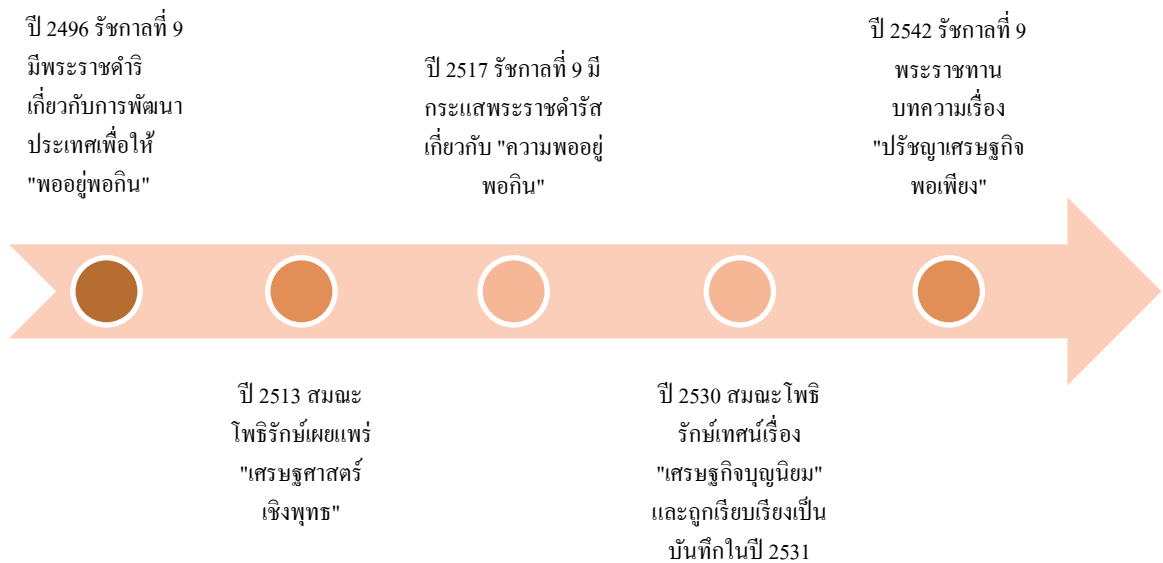 ปี 2496 รัชกาลที่ 9
มีพระราชดำริ
เกี่ยวกับการพัฒนา
ประเทศเพื่อให้
"พออยู่พอกิน"
ปี 2513 สมณะ
โพธิรักษ์เผยแพร่
"เศรษฐศาสตร์
เชิงพุทธ"
ปี 2517 รัชกาลที่ 9 มี
กระแสพระราชดำรัส
เกี่ยวกับ "ความพออยู่
พอกิน"
ปี 2530 สมณะโพธิ
รักษ์เทศน์เรื่อง
"เศรษฐกิจบุญนิยม"
และถูกเรียบเรียงเป็น
บันทึกในปี 2531
ปี 2542 รัชกาลที่ 9
พระราชทาน
บทความเรื่อง
"ปรัชญาเศรษฐกิจ
พอเพียง"